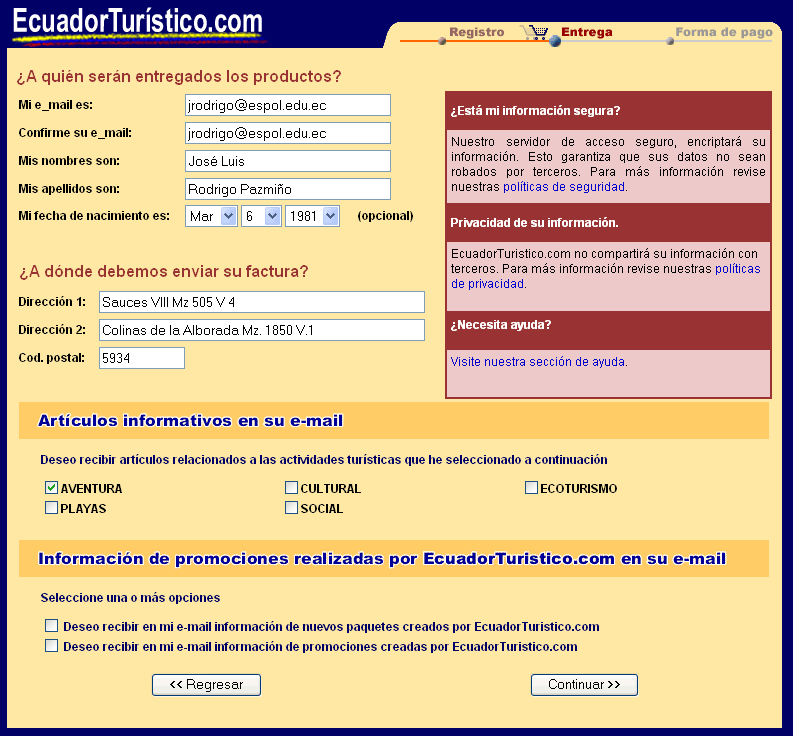 EcuadorTurístico.com
Registro
Entrega
Forma de pago
¿A quién serán entregados los productos?
Mi e_mail es: jrodrigo@espol.edu.ec
Confirme su e_mail: jrodrigo@espol.edu.ec
Mis nombres son: José Luis
Mis apellidos son: Rodrigo Pazmiño
Mi fecha de nacimiento es: Mar 6 1981 (opcional)
¿A dónde debemos enviar su factura?
Dirección 1: Sauces VIII Mz 505 V 4
Dirección 2: Colinas de la Alborada Mz. 1850 V.1
Cod. postal: 5934
¿Está mi información segura?
Nuestro servidor de acceso seguro, encriptará su
información. Esto garantiza que sus datos no sean
robados por terceros. Para más información revise
nuestras políticas de seguridad.
Privacidad de su información.
EcuadorTuristico.com no compartirá su información con
terceros. Para más información revise nuestras políticas
de privacidad.
¿Necesita ayuda?
Visite nuestra sección de ayuda.
Artículos informativos en su e-mail
Deseo recibir artículos relacionados a las actividades turísticas que he seleccionado a continuación
AVENTURA CULTURAL ECOTURISMO
PLAYAS SOCIAL
Información de promociones realizadas por EcuadorTuristico.com en su e-mail
Seleccione una o más opciones
Deseo recibir en mi e-mail información de nuevos paquetes creados por EcuadorTuristico.com
Deseo recibir en mi e-mail información de promociones creadas por EcuadorTuristico.com
<< Regresar
Continuar >>